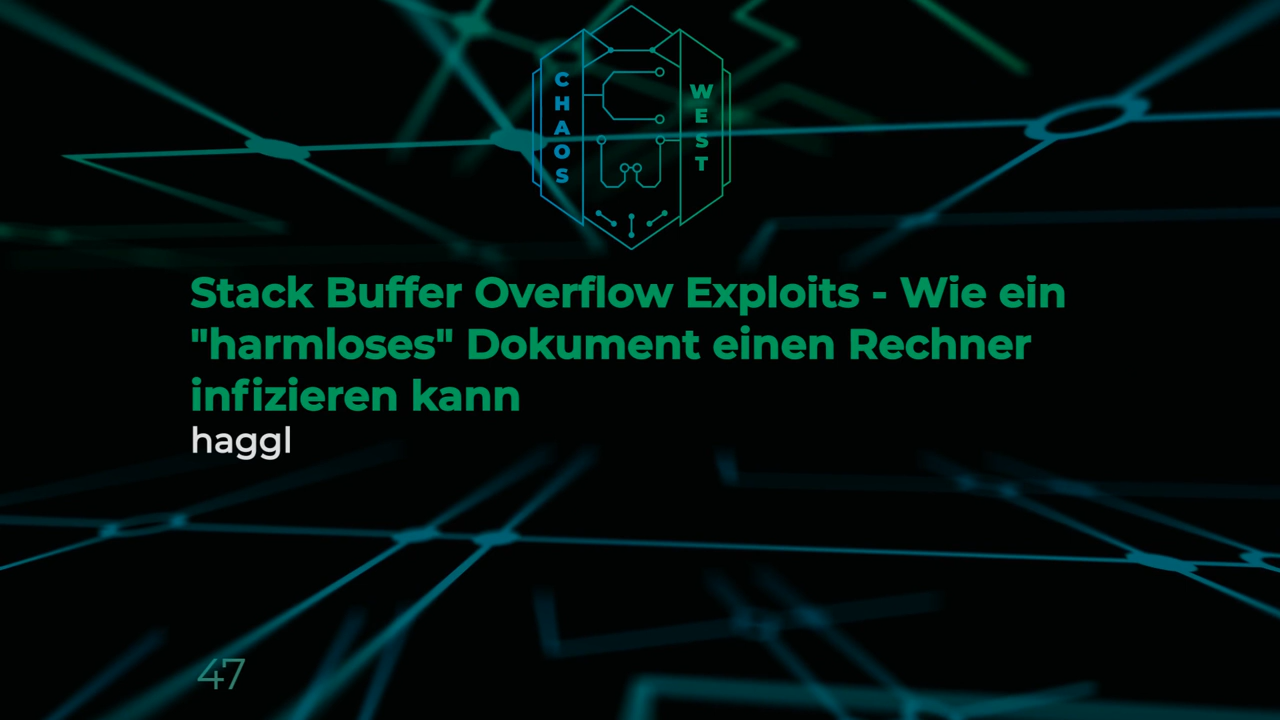 CHAOS
WEST
Stack Buffer Overflow Exploits - Wie ein
"harmloses" Dokument einen Rechner
infizieren kann
haggl
47